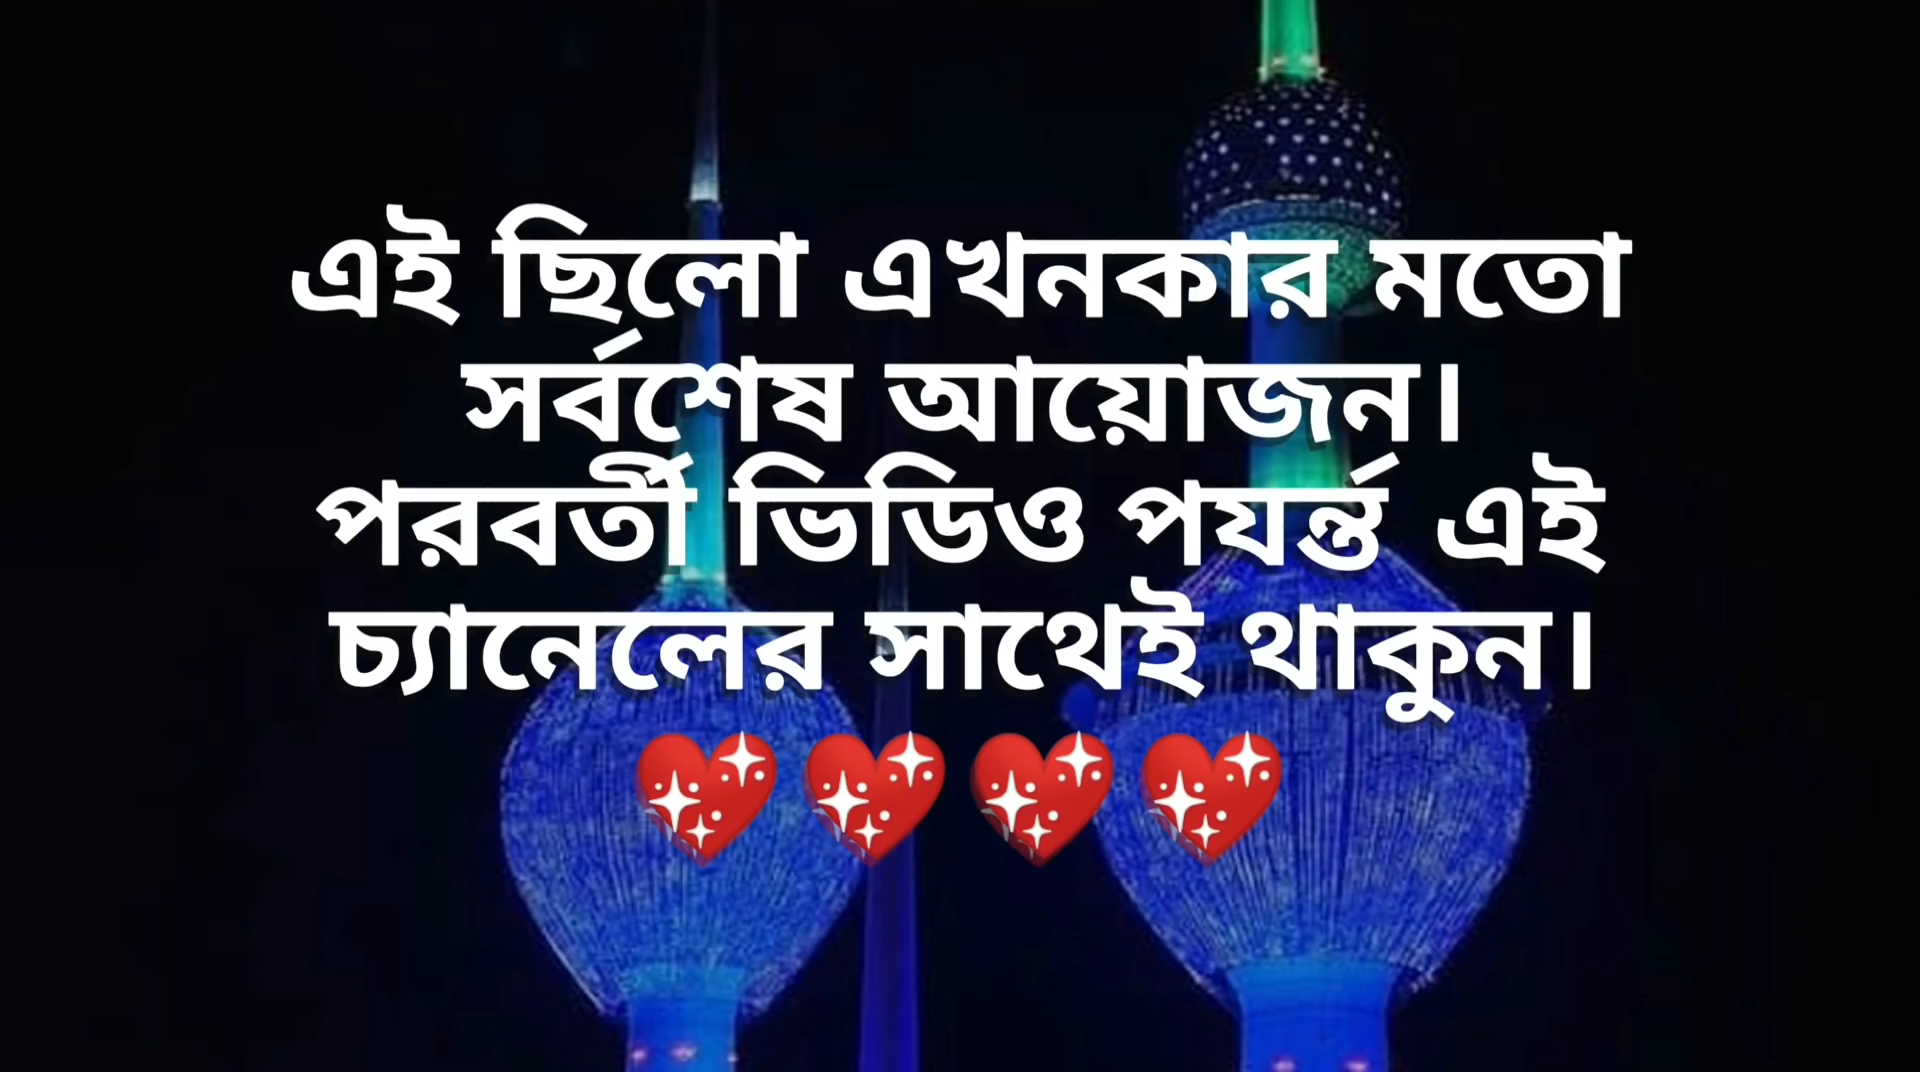 এই ছিলো এখনকার মতো
সর্বশেষ আয়োজন।
পরবর্তী ভিডিও পযর্ন্ত এই
চ্যানেলের সাথেই থাকুন।
💖💖💖💖